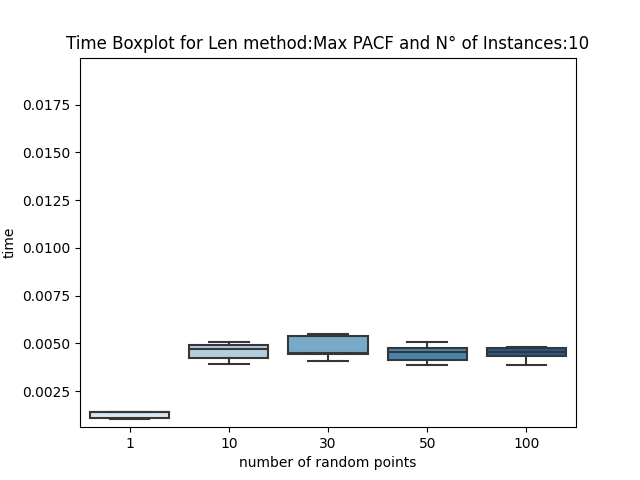 Time Boxplot for Len method:Max PACF and N° of Instances:10
0.0175
0.0150
0.0125
0.0100
0.0075
0.0050
0.0025
time
1 10 30 50 100
number of random points